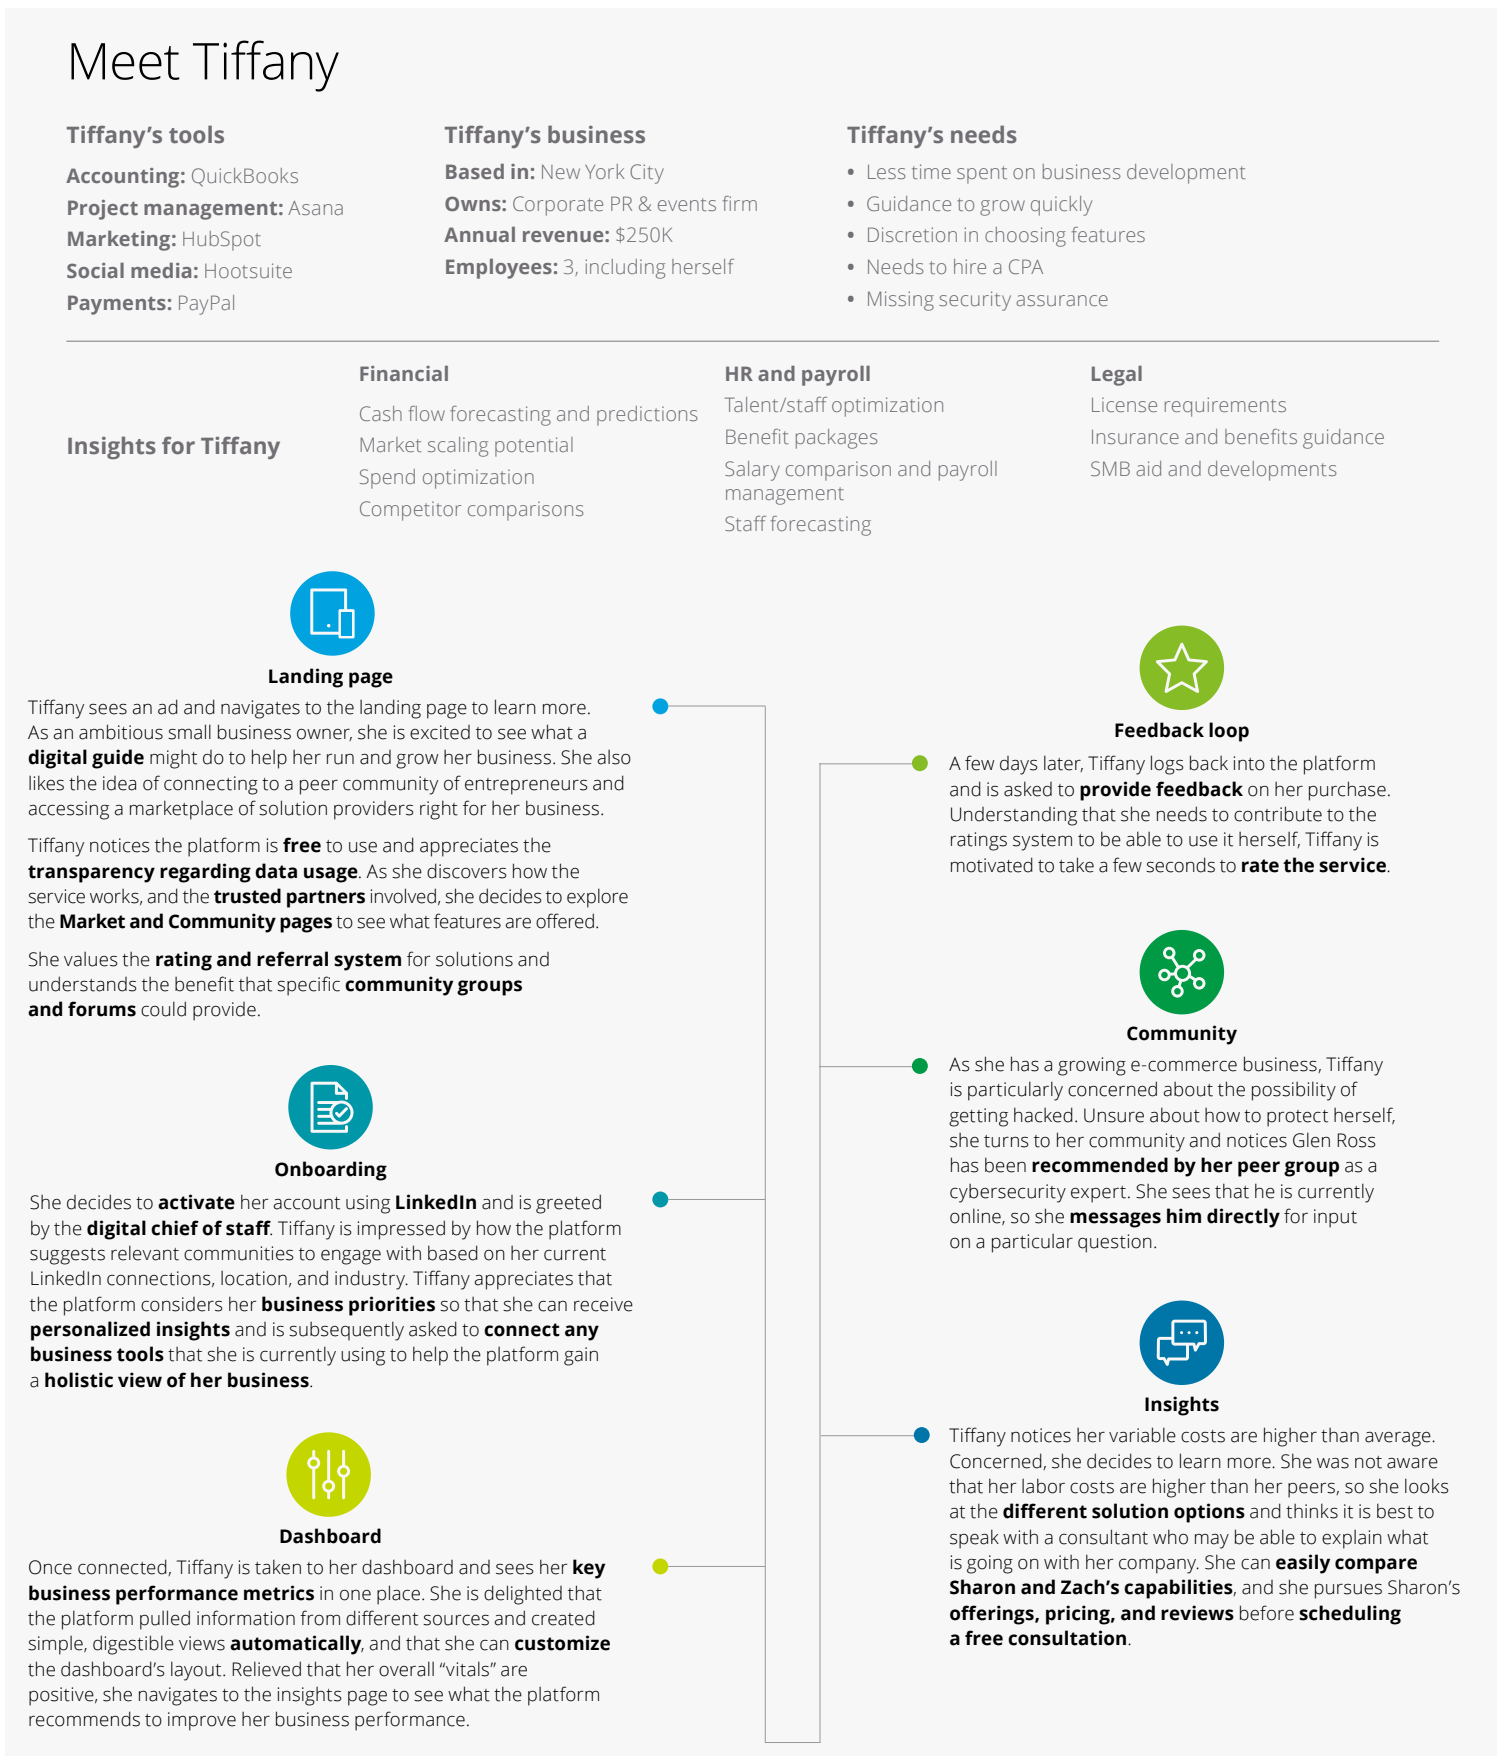 Meet Tiffany
Tiffany’s tools
Accounting: QuickBooks
Project management: Asana
Marketing: HubSpot
Social media: Hootsuite
Payments: PayPal
Tiffany’s business
Based in: New York City
Owns: Corporate PR & events firm
Annual revenue: $250K
Employees: 3, including herself
Tiffany’s needs
• Less time spent on business development
• Guidance to grow quickly
• Discretion in choosing features
• Needs to hire a CPA
• Missing security assurance
Insights for Tiffany
Financial
Cash flow forecasting and predictions
Market scaling potential
Spend optimization
Competitor comparisons
HR and payroll
Talent/staff optimization
Benefit packages
Salary comparison and payroll
management
Staff forecasting
Legal
License requirements
Insurance and benefits guidance
SMB aid and developments
Landing page
Tiffany sees an ad and navigates to the landing page to learn more.
As an ambitious small business owner, she is excited to see what a
digital guide might do to help her run and grow her business. She also
likes the idea of connecting to a peer community of entrepreneurs and
accessing a marketplace of solution providers right for her business.
Tiffany notices the platform is free to use and appreciates the
transparency regarding data usage. As she discovers how the
service works, and the trusted partners involved, she decides to explore
the Market and Community pages to see what features are offered.
She values the rating and referral system for solutions and
understands the benefit that specific community groups
and forums could provide.
Onboarding
She decides to activate her account using LinkedIn and is greeted
by the digital chief of staff. Tiffany is impressed by how the platform
suggests relevant communities to engage with based on her current
LinkedIn connections, location, and industry. Tiffany appreciates that
the platform considers her business priorities so that she can receive
personalized insights and is subsequently asked to connect any
business tools that she is currently using to help the platform gain
a holistic view of her business.
Dashboard
Once connected, Tiffany is taken to her dashboard and sees her key
business performance metrics in one place. She is delighted that
the platform pulled information from different sources and created
simple, digestible views automatically, and that she can customize
the dashboard’s layout. Relieved that her overall “vitals” are
positive, she navigates to the insights page to see what the platform
recommends to improve her business performance.
Feedback loop
A few days later, Tiffany logs back into the platform
and is asked to provide feedback on her purchase.
Understanding that she needs to contribute to the
ratings system to be able to use it herself, Tiffany is
motivated to take a few seconds to rate the service.
Community
As she has a growing e-commerce business, Tiffany
is particularly concerned about the possibility of
getting hacked. Unsure about how to protect herself,
she turns to her community and notices Glen Ross
has been recommended by her peer group as a
cybersecurity expert. She sees that he is currently
online, so she messages him directly for input
on a particular question.
Insights
Tiffany notices her variable costs are higher than average.
Concerned, she decides to learn more. She was not aware
that her labor costs are higher than her peers, so she looks
at the different solution options and thinks it is best to
speak with a consultant who may be able to explain what
is going on with her company. She can easily compare
Sharon and Zach’s capabilities, and she pursues Sharon’s
offerings, pricing, and reviews before scheduling
a free consultation.